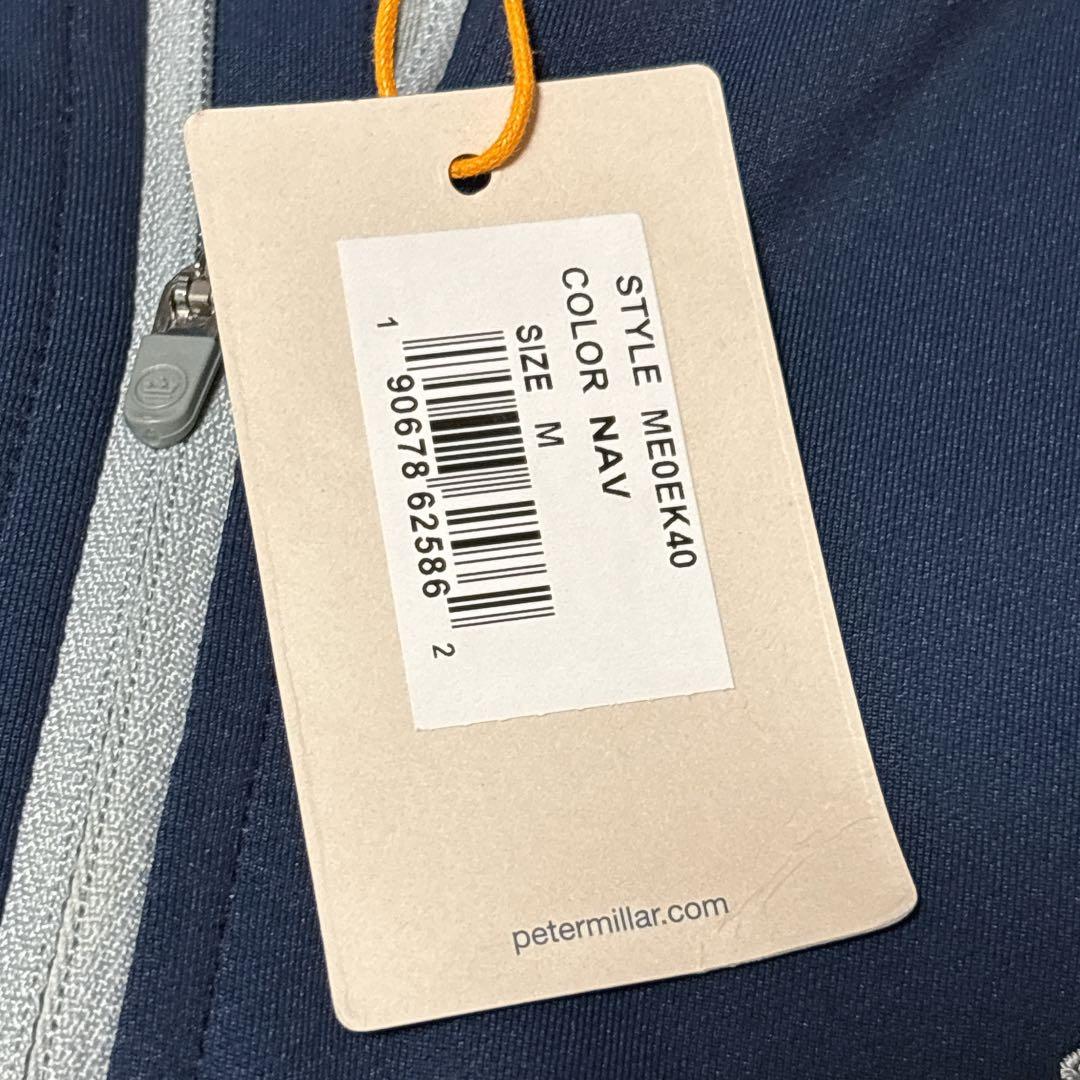 STYLE ME0EK40
COLOR NAV
SIZE M
1 90678 62586 2
petermillar.com